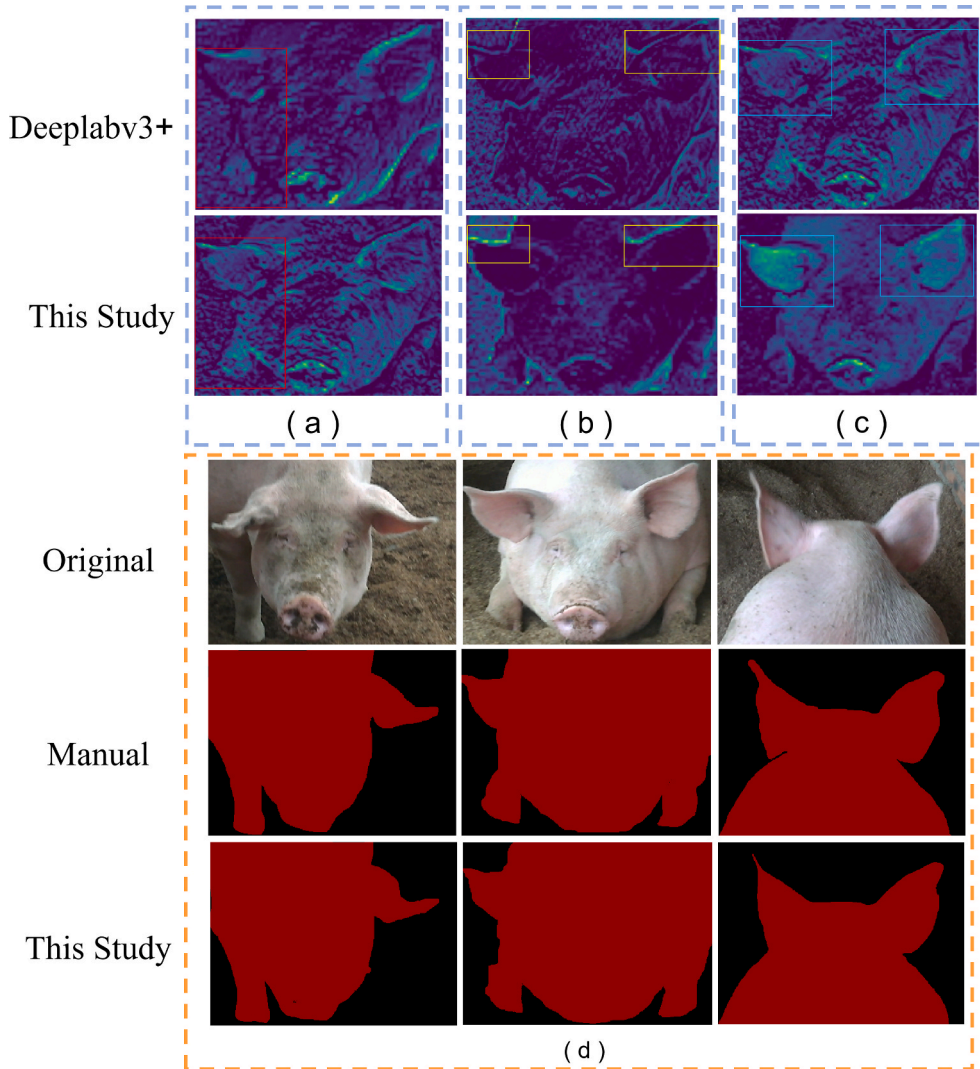 Deeplabv3+
This Study
( a )
( b )
( c )
Original
Manual
This Study
( d )